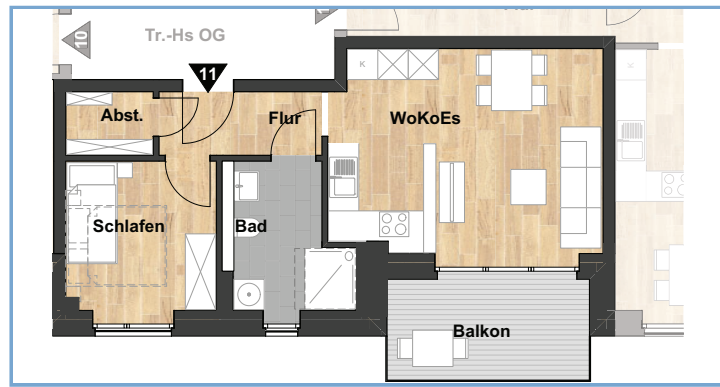 Tr.-Hs OG
10
11
Abst.
Flur
K
WoKoEs
Schlafen
Bad
Balkon